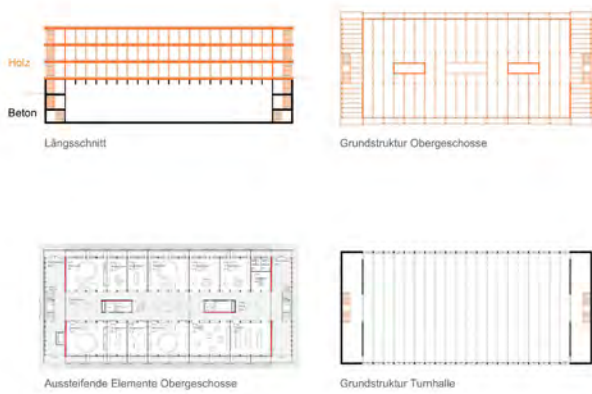 Holz
Beton
Längsschnitt
Grundstruktur Obergeschosse
Aussteifende Elemente Obergeschosse
Grundstruktur Turnhalle